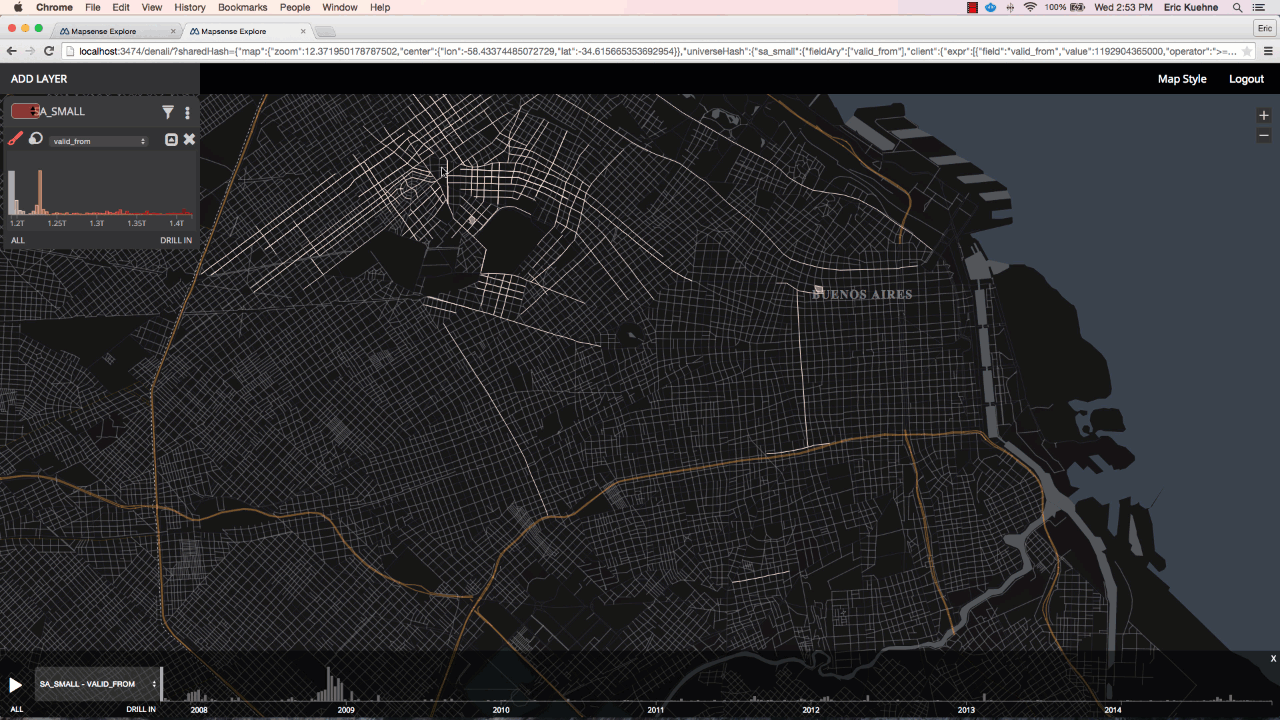 Chrome File Edit View History Bookmarks People Window Help 100% Wed 2:53 PM Eric Kuehne
Mapsense Explore Mapsense Explore Eric
localhost:3474/denali/?sharedHash={"map":{"zoom":12.371950178787502,"center":{"lon":-58.43374485072729,"lat":-34.615665353692954}},"universeHash":{"sa_small":{"fieldAry":["valid_from"],"client":{"expr":[{"field":"valid_from","value":1192904365000,"operator":">=...
ADD LAYER Map Style Logout
SA_SMALL
valid_from
1.2T 1.25T 1.3T 1.35T 1.4T
ALL DRILL IN
BUENOS AIRES
X
SA_SMALL - VALID_FROM
ALL DRILL IN 2008 2009 2010 2011 2012 2013 2014